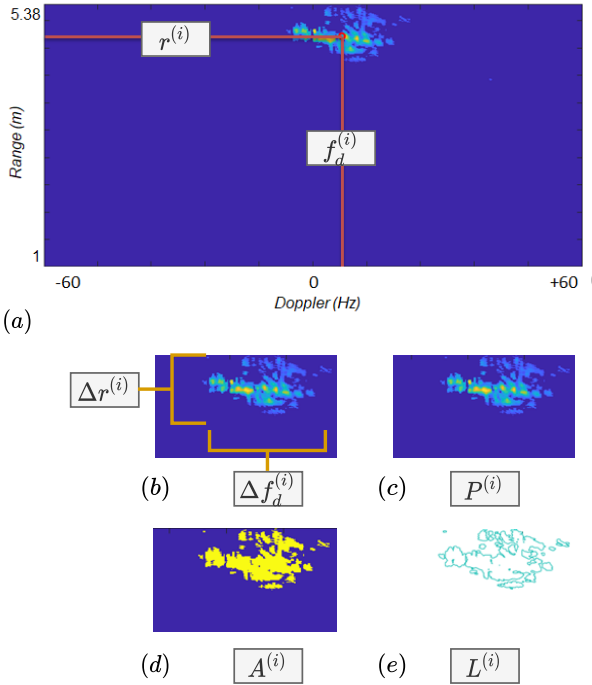 5.38
r^{(i)}
Range (m)
f_d^{(i)}
1
-60 0 +60
Doppler (Hz)
(a)
Δr^{(i)}
(b) Δf_d^{(i)} (c) P^{(i)}
(d) A^{(i)} (e) L^{(i)}